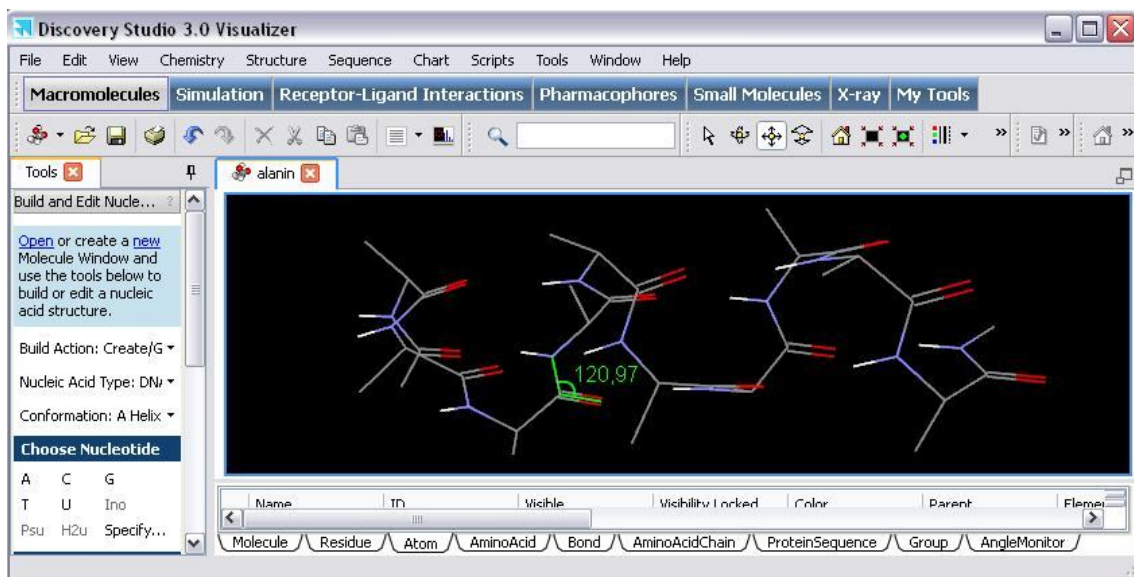 Discovery Studio 3.0 Visualizer
File Edit View Chemistry Structure Sequence Chart Scripts Tools Window Help
Macromolecules Simulation Receptor-Ligand Interactions Pharmacophores Small Molecules X-ray My Tools
Tools
alanin
Build and Edit Nucle... ?
Open or create a new
Molecule Window and
use the tools below to
build or edit a nucleic
acid structure.
Build Action: Create/G
Nucleic Acid Type: DN
Conformation: A Helix
Choose Nucleotide
A C G
T U Ino
Psu H2u Specify...
120,97
Name ID Visible Visibility Locked Color Parent Elemen
Molecule Residue Atom AminoAcid Bond AminoAcidChain ProteinSequence Group AngleMonitor